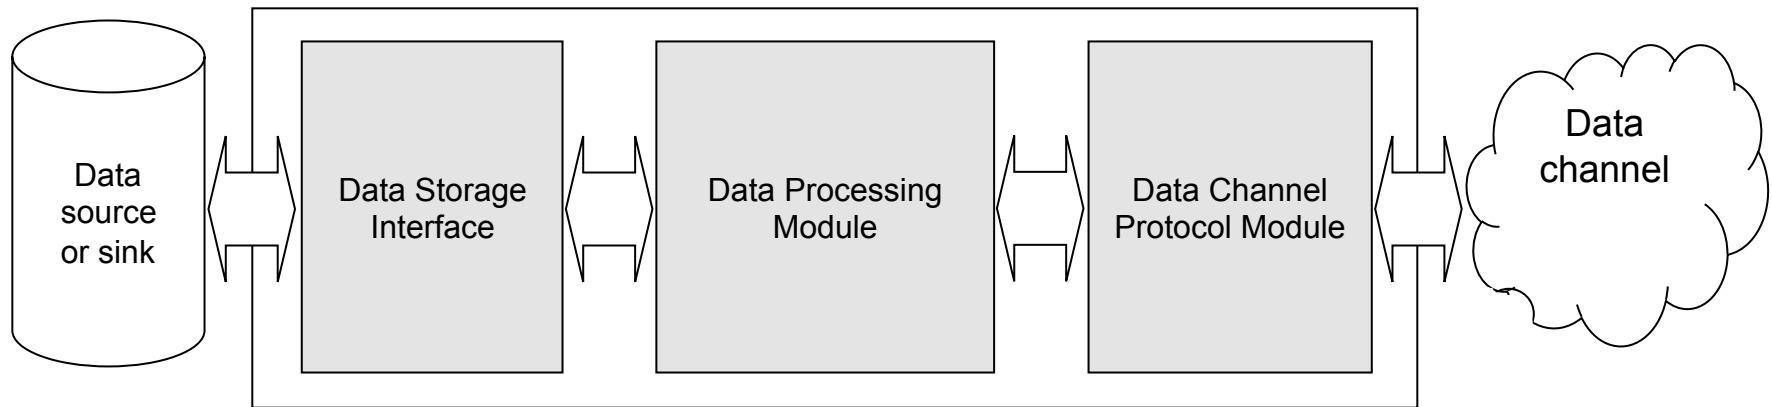 Data
source
or sink
Data Storage
Interface
Data Processing
Module
Data Channel
Protocol Module
Data
channel